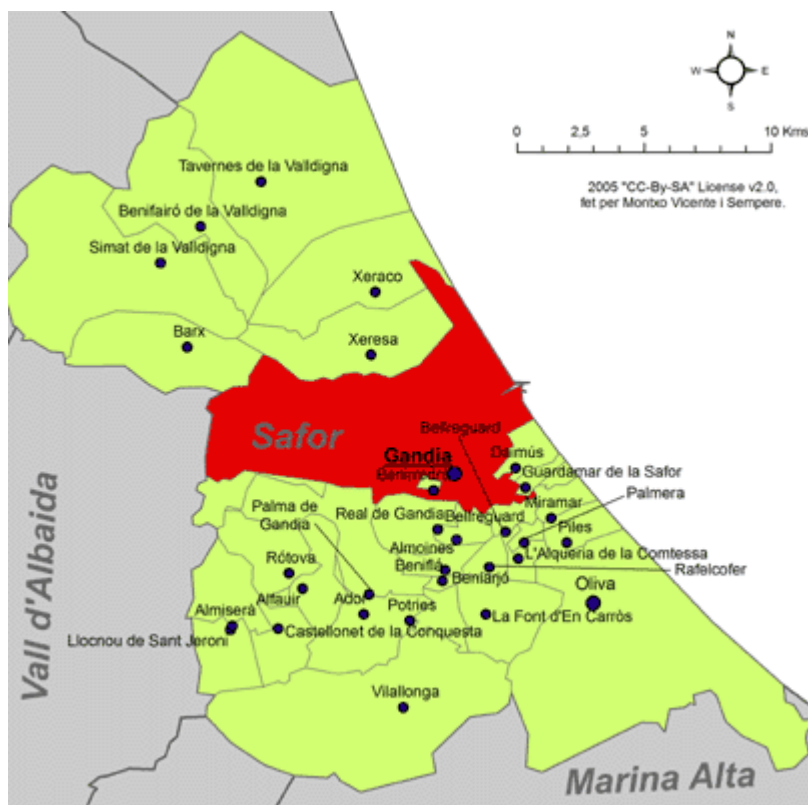 N
W E
S
0 2,5 5 10 Kms
2005 "CC-By-SA" License v2.0,
fet per Montxo Vicente i Sempere.
Tavernes de la Valldigna
Benifairó de la Valldigna
Simat de la Valldigna
Xeraco
Barx
Xeresa
Safor
Bellreguard
Gandia
Daimús
Guardamar de la Safor
Palmera
Miramar
Palma de
Gandia
Real de Gandia
Bellreguard
Piles
Almoines
L'Alqueria de la Comtessa
Rafelcofer
Beniflá
Beniarjó
Rótova
Alfauir
Ador
Potries
Oliva
La Font d'En Carròs
Almiserà
Llocnou de Sant Jeroni
Castellonet de la Conquesta
Vilallonga
Vall d'Albaida
Marina Alta